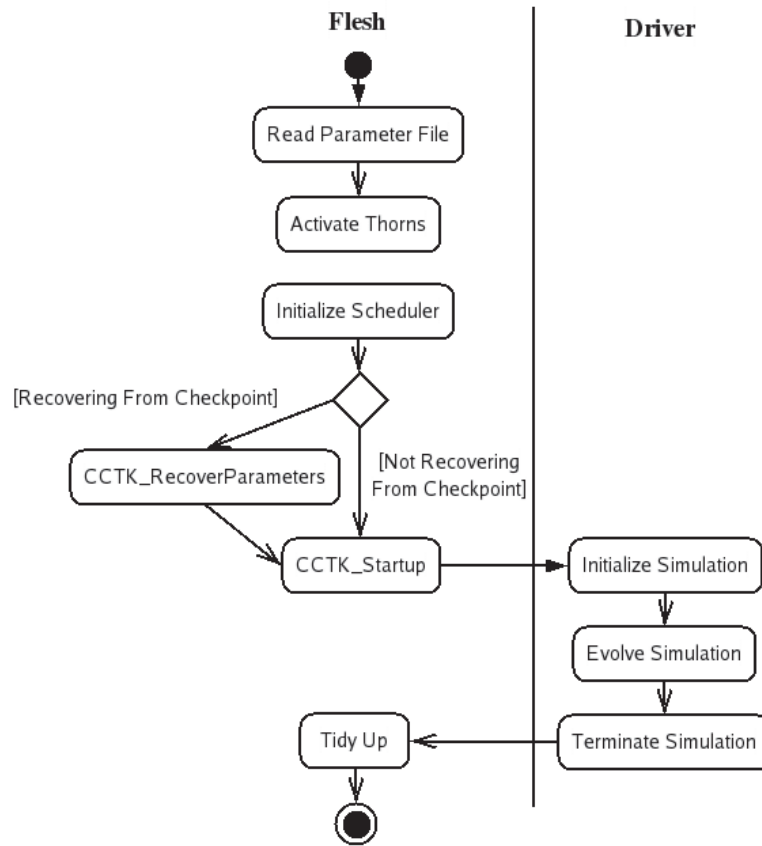 Flesh
Driver
Read Parameter File
Activate Thorns
Initialize Scheduler
[Recovering From Checkpoint]
CCTK_RecoverParameters
[Not Recovering
From Checkpoint]
CCTK_Startup
Initialize Simulation
Evolve Simulation
Tidy Up
Terminate Simulation